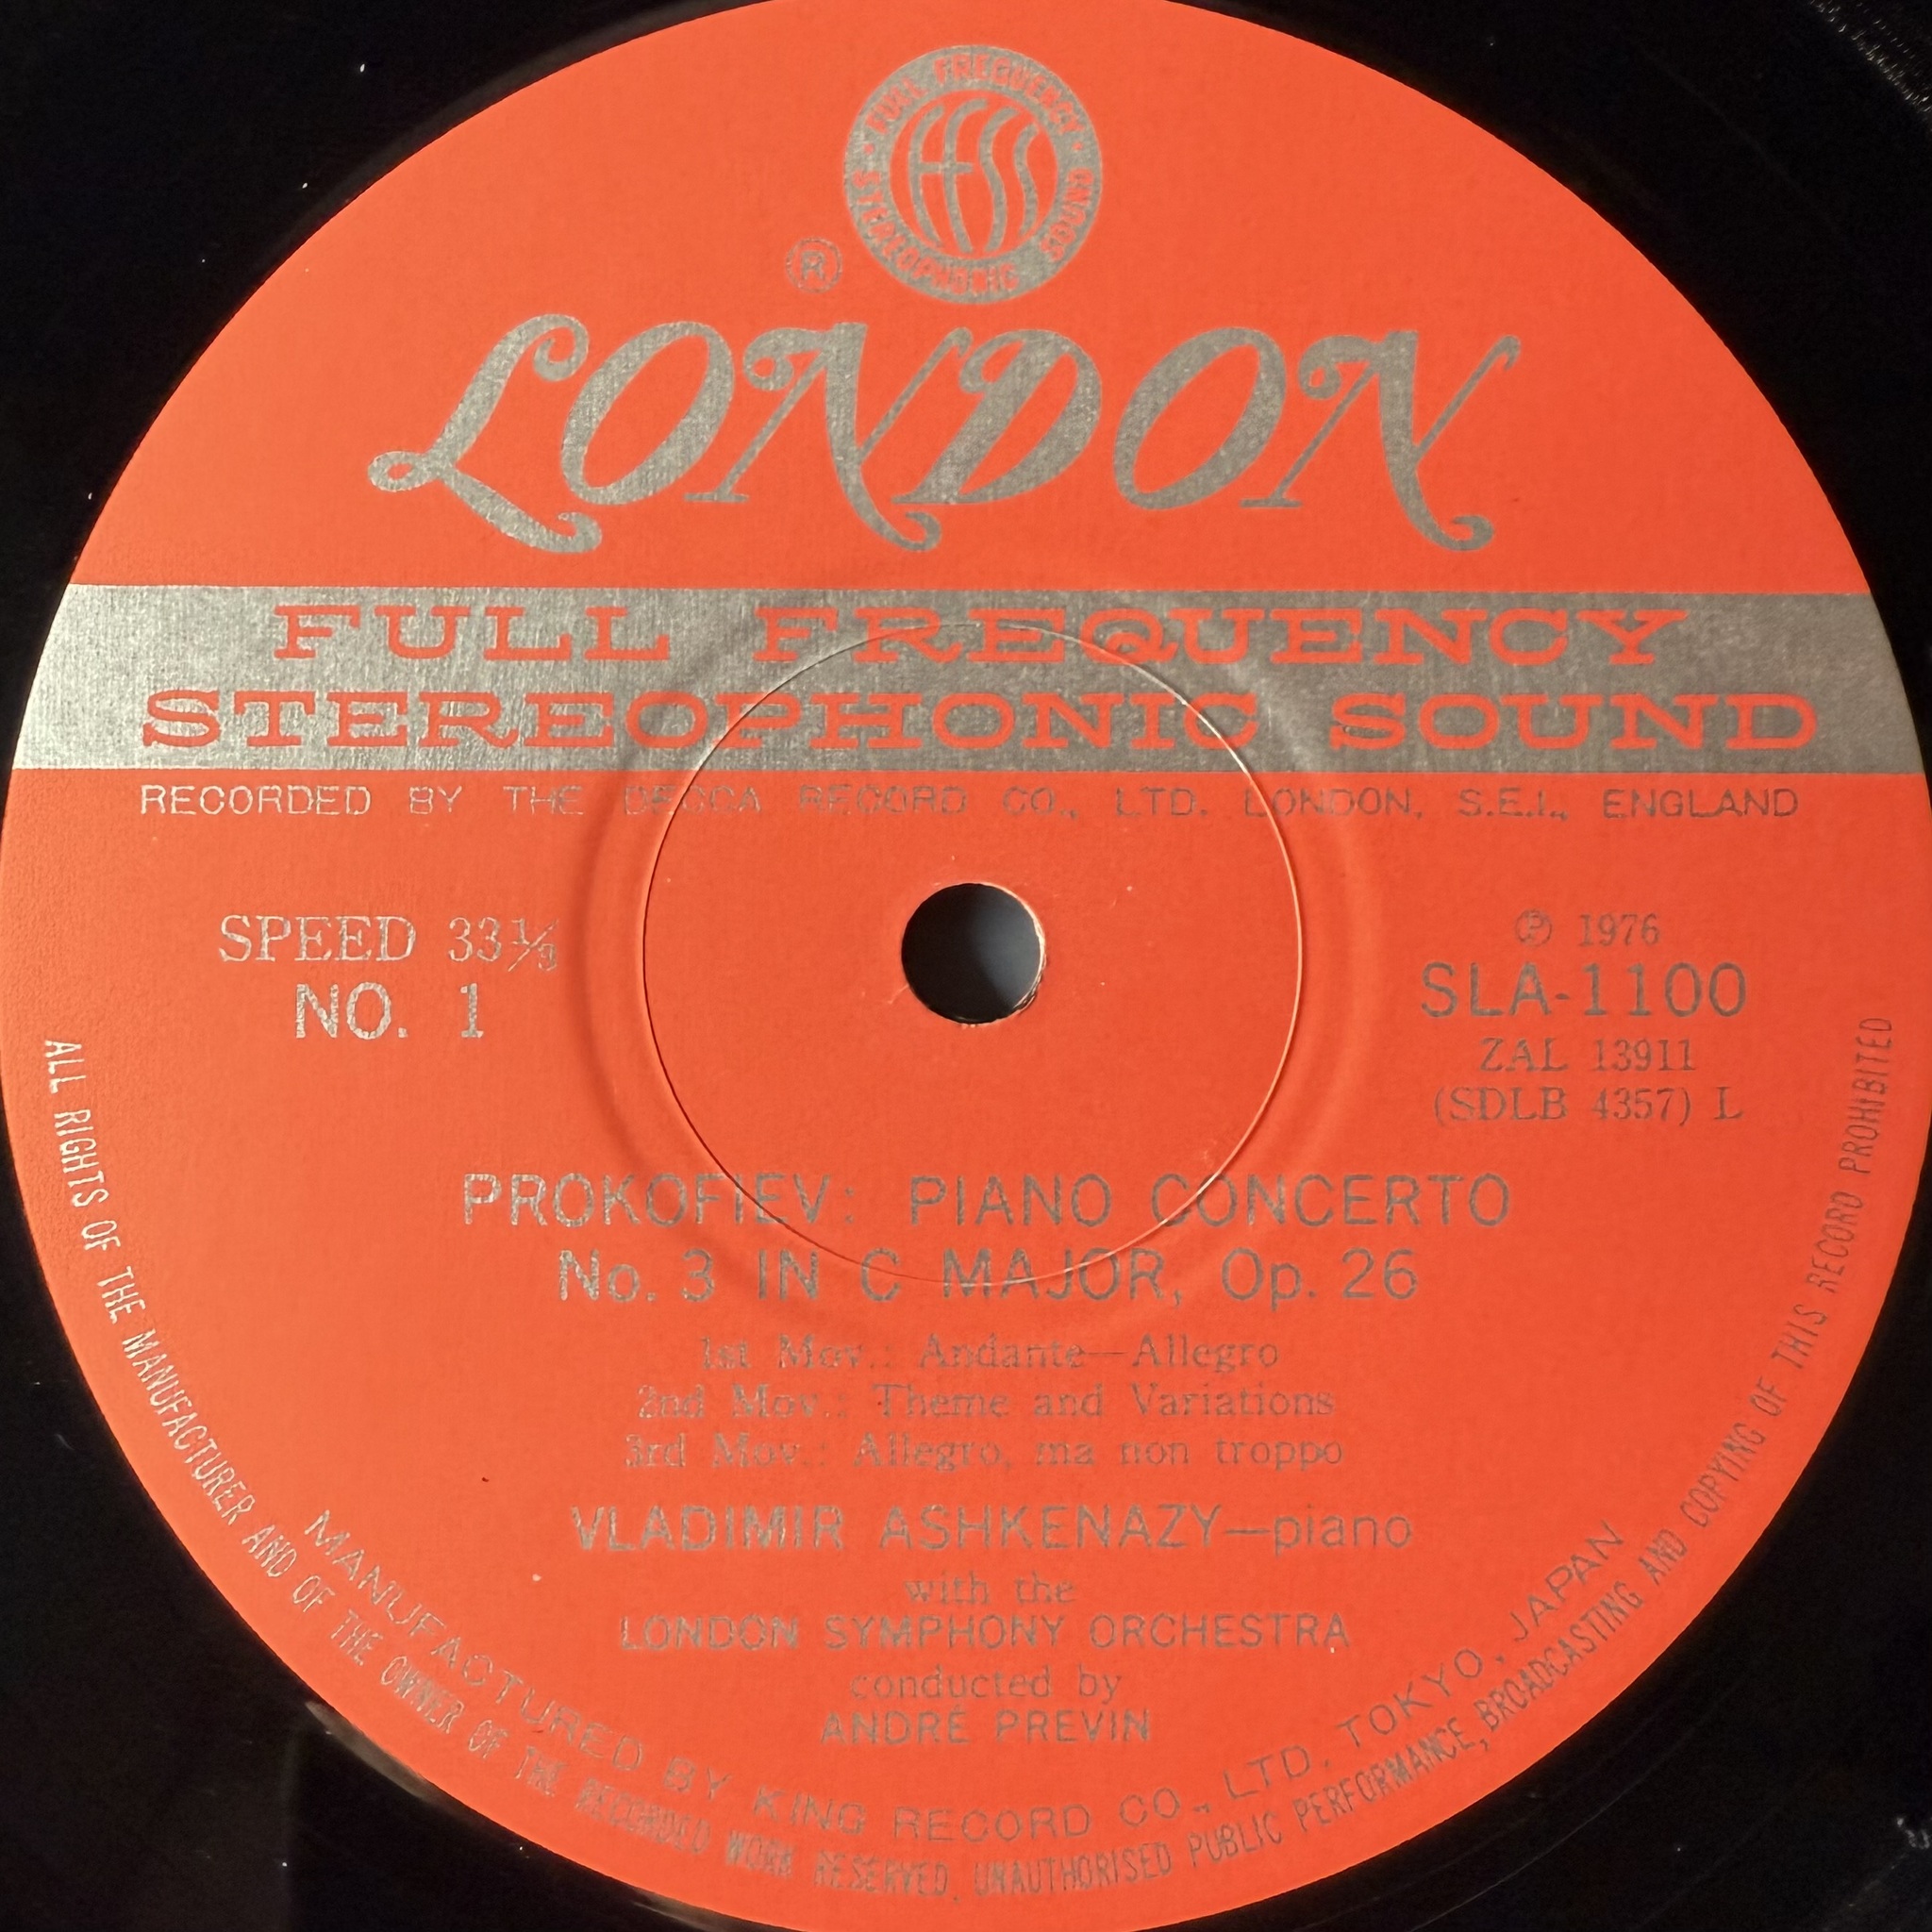 FULL FREQUENCY
STEREOPHONIC SOUND
FFSS
®
LONDON
FULL FREQUENCY
STEREOPHONIC SOUND
RECORDED BY THE DECCA RECORD CO., LTD. LONDON, S.E.I., ENGLAND
SPEED 33⅓
NO. 1
℗ 1976
SLA-1100
ZAL 13911
(SDLB 4357) L
PROKOFIEV: PIANO CONCERTO
No. 3 IN C MAJOR, Op. 26
1st Mov.: Andante—Allegro
2nd Mov.: Theme and Variations
3rd Mov.: Allegro, ma non troppo
VLADIMIR ASHKENAZY—piano
with the
LONDON SYMPHONY ORCHESTRA
conducted by
ANDRÉ PREVIN
MANUFACTURED BY KING RECORD CO., LTD. TOKYO, JAPAN
ALL RIGHTS OF THE MANUFACTURER AND OF THE OWNER OF THE RECORDED WORK RESERVED. UNAUTHORISED PUBLIC PERFORMANCE, BROADCASTING AND COPYING OF THIS RECORD PROHIBITED